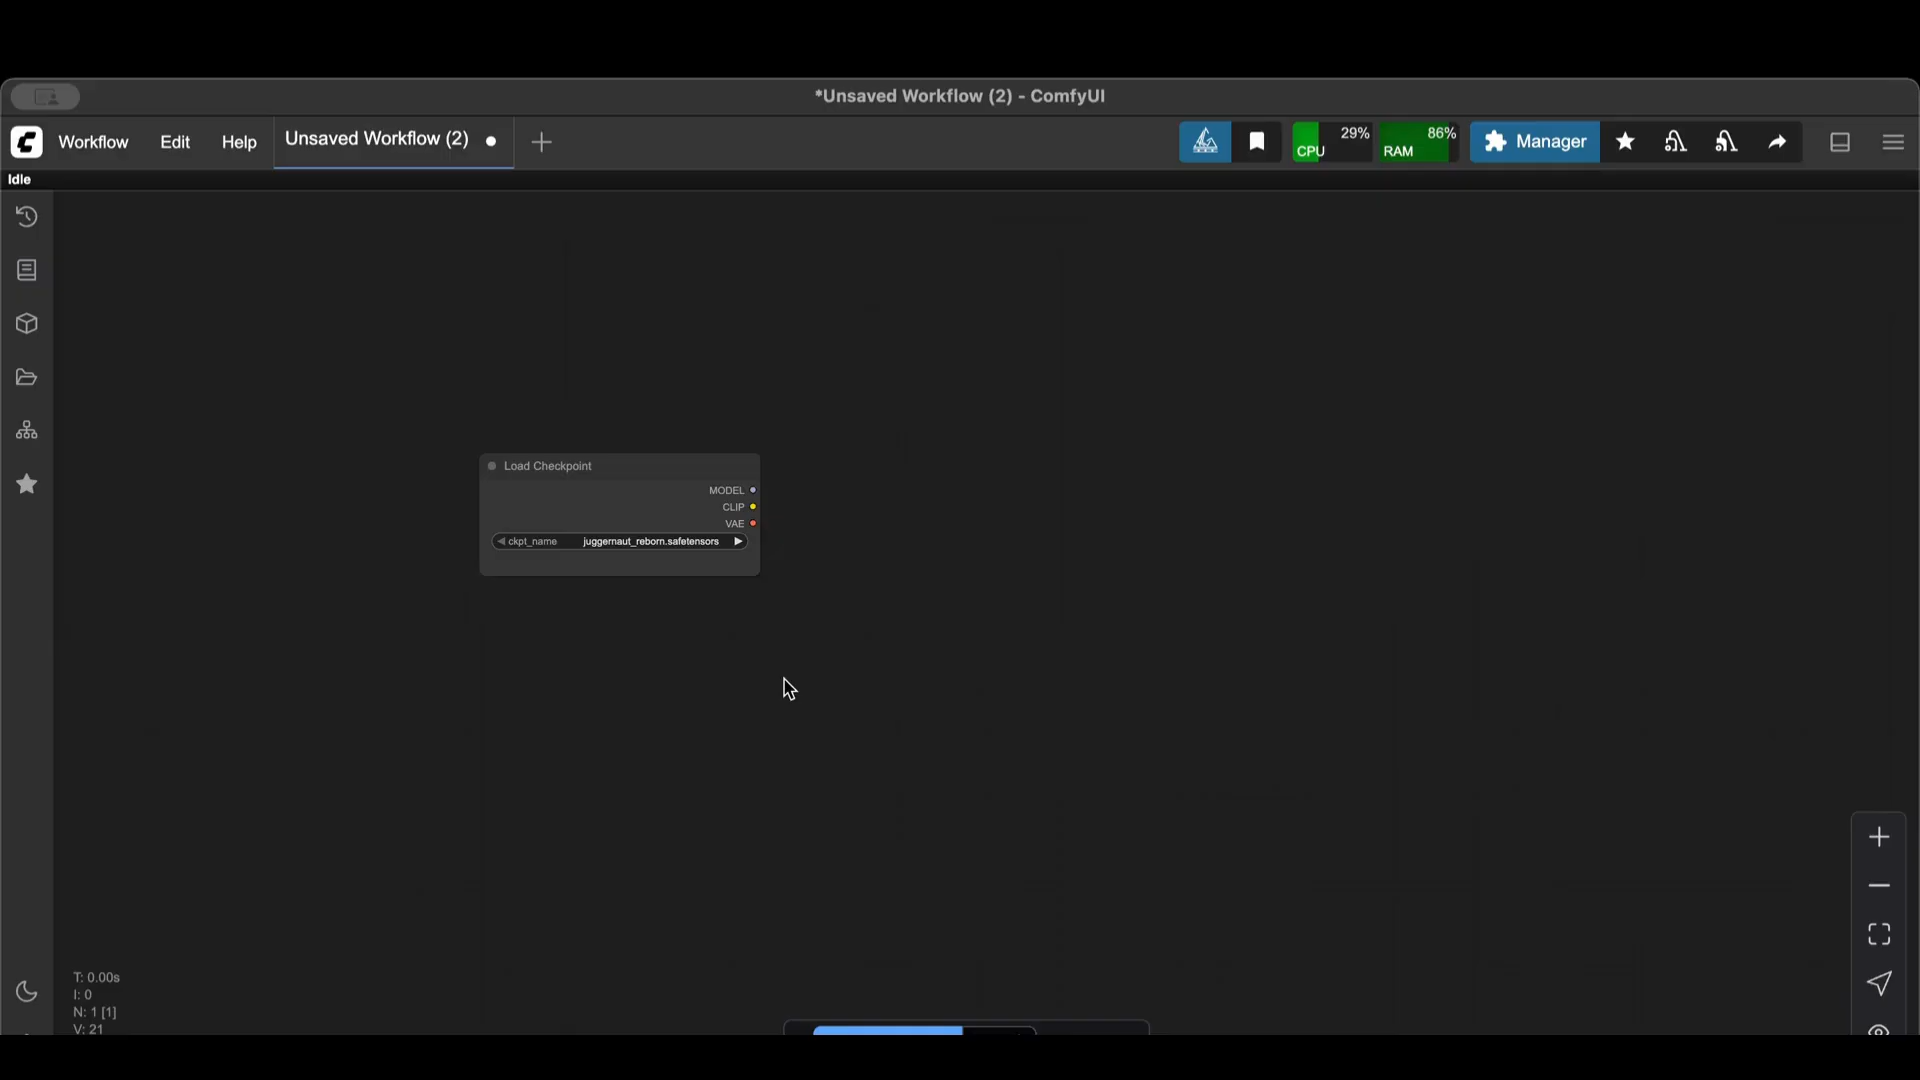 *Unsaved Workflow (2) - ComfyUI
Workflow Edit Help Unsaved Workflow (2) CPU 29% RAM 86% Manager
Idle
Load Checkpoint
MODEL
CLIP
VAE
ckpt_name juggernaut_reborn.safetensors
T: 0.00s
I: 0
N: 1 [1]
V: 21